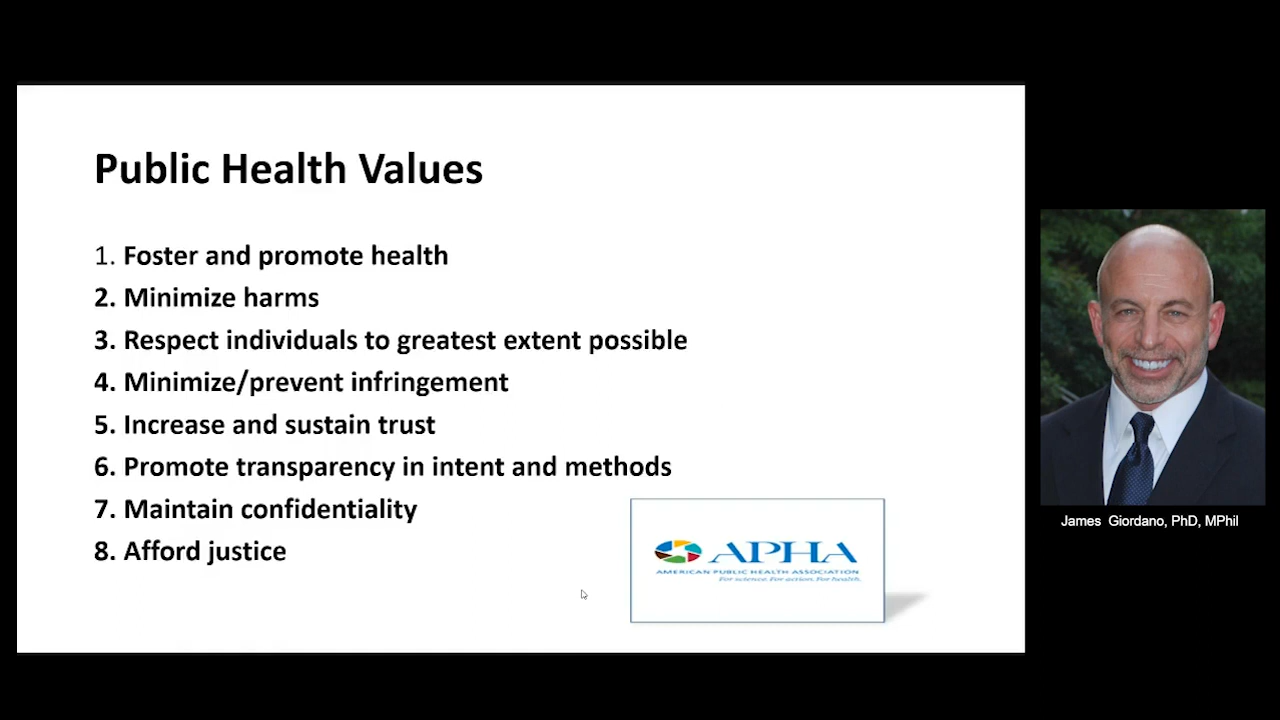 Public Health Values
1. Foster and promote health
2. Minimize harms
3. Respect individuals to greatest extent possible
4. Minimize/prevent infringement
5. Increase and sustain trust
6. Promote transparency in intent and methods
7. Maintain confidentiality
8. Afford justice
APHA
AMERICAN PUBLIC HEALTH ASSOCIATION
For science. For action. For health.
James Giordano, PhD, MPhil